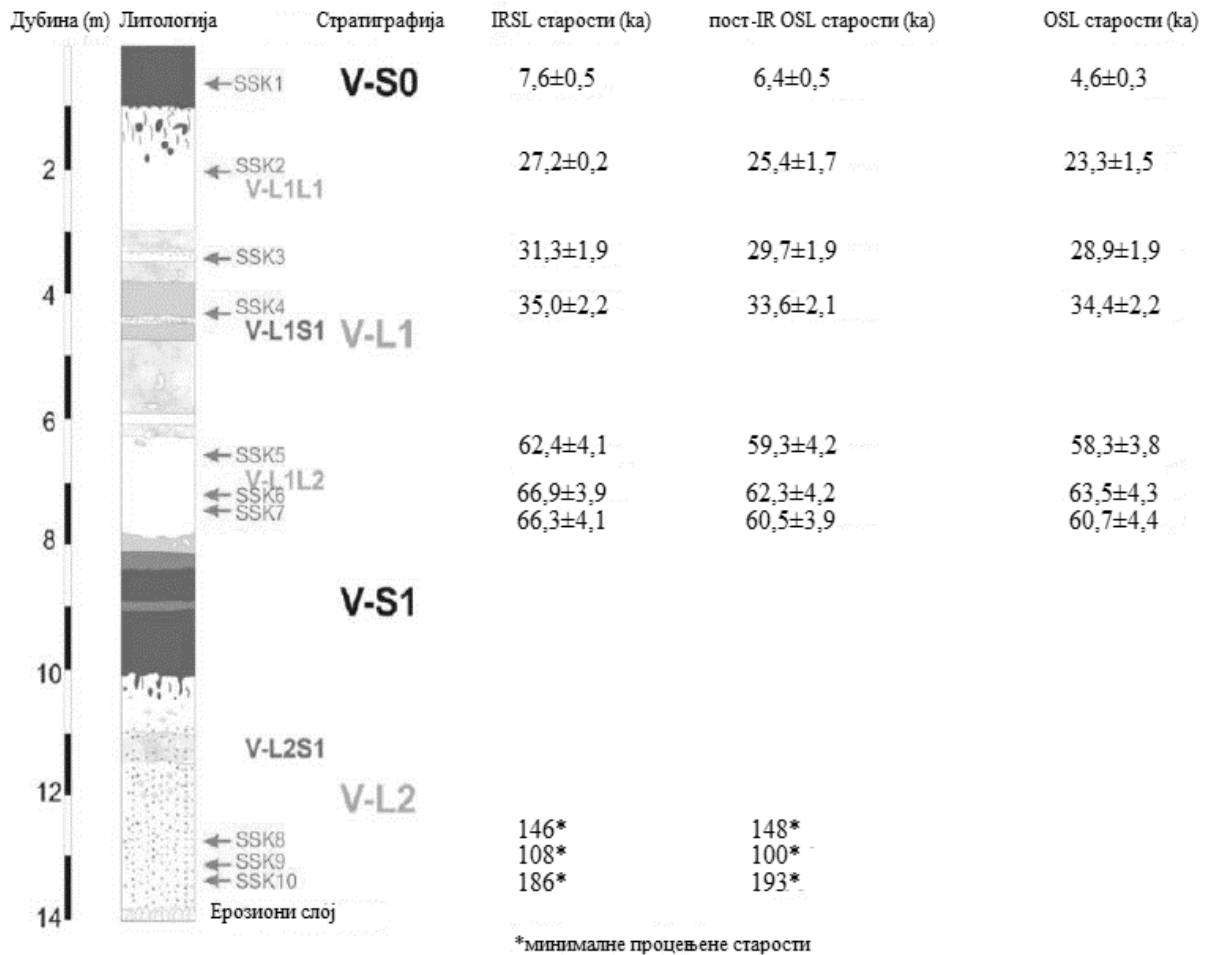 Дубина (m) Литологија Стратиграфија IRSL старости (ka) пост-IR OSL старости (ka) OSL старости (ka)
SSK1 V-S0 7,6±0,5 6,4±0,5 4,6±0,3
2 SSK2 27,2±0,2 25,4±1,7 23,3±1,5
V-L1L1
SSK3 31,3±1,9 29,7±1,9 28,9±1,9
4 SSK4 35,0±2,2 33,6±2,1 34,4±2,2
V-L1S1 V-L1
6
SSK5 62,4±4,1 59,3±4,2 58,3±3,8
V-L1L2
SSK6 66,9±3,9 62,3±4,2 63,5±4,3
SSK7 66,3±4,1 60,5±3,9 60,7±4,4
8
V-S1
10
V-L2S1
12 V-L2
SSK8 146* 148*
SSK9 108* 100*
SSK10 186* 193*
14 Ерозиони слој
*минималне процењене старости